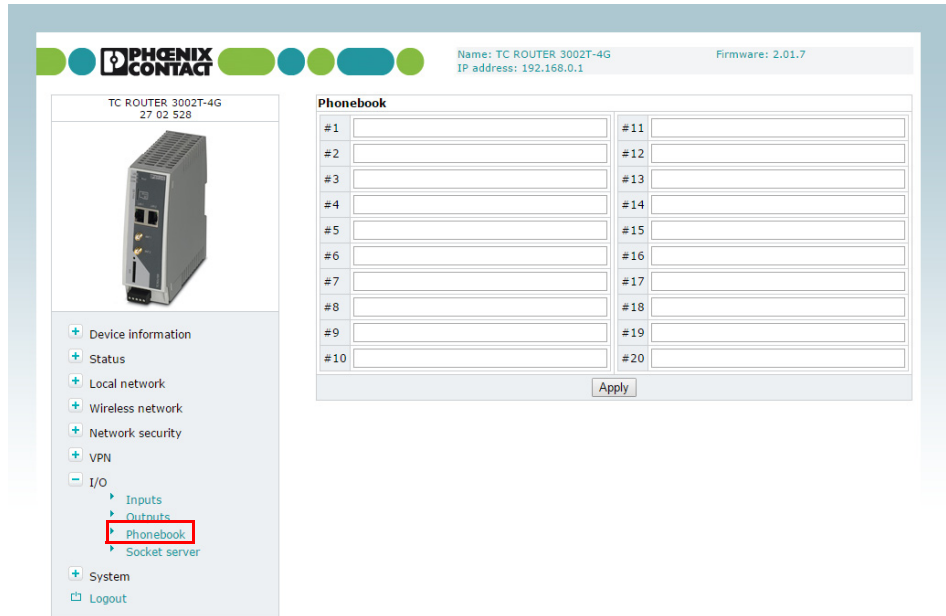 PHŒNIX
CONTACT
Name: TC ROUTER 3002T-4G
IP address: 192.168.0.1
Firmware: 2.01.7
TC ROUTER 3002T-4G
27 02 528
Device information
Status
Local network
Wireless network
Network security
VPN
I/O
Inputs
Outputs
Phonebook
Socket server
System
Logout
Phonebook
#1
#2
#3
#4
#5
#6
#7
#8
#9
#10
#11
#12
#13
#14
#15
#16
#17
#18
#19
#20
Apply